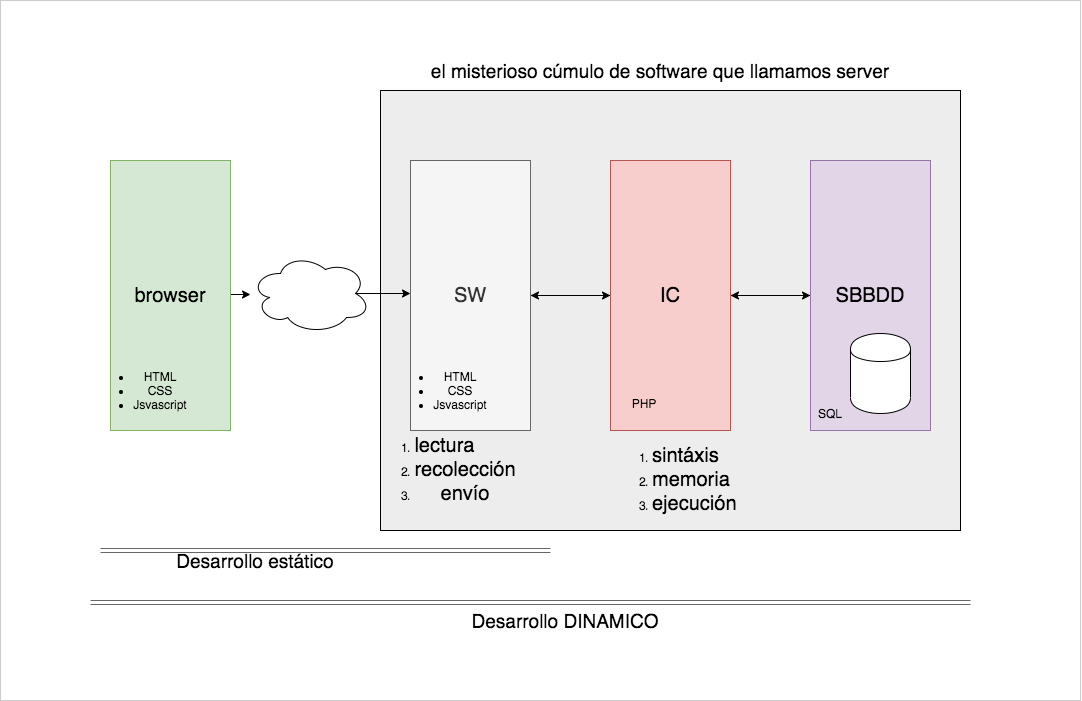 el misterioso cúmulo de software que llamamos server
browser
HTML
CSS
Jsvascript
SW
HTML
CSS
Jsvascript
1. lectura
2. recolección
3. envío
IC
PHP
1. sintáxis
2. memoria
3. ejecución
SBBDD
SQL
Desarrollo estático
Desarrollo DINAMICO